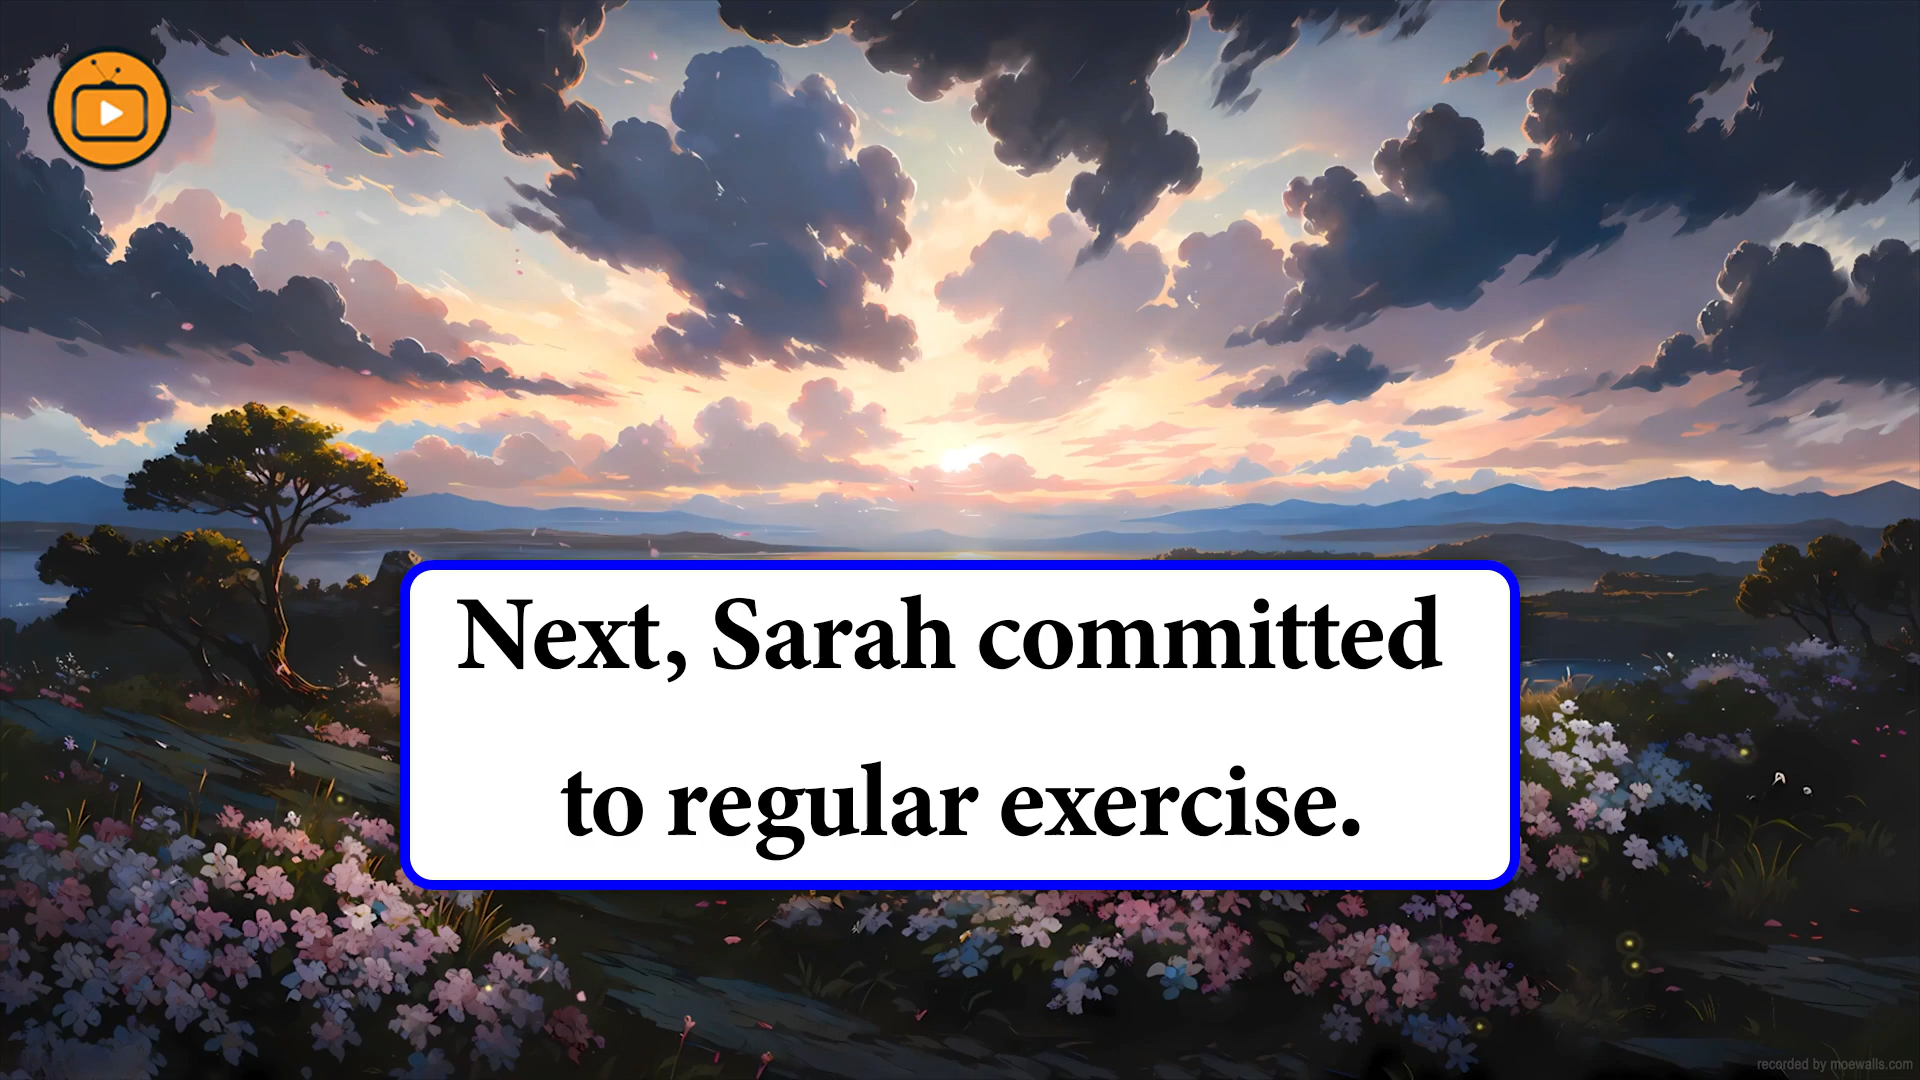 Next, Sarah committed
to regular exercise.
recorded by moewalls.com